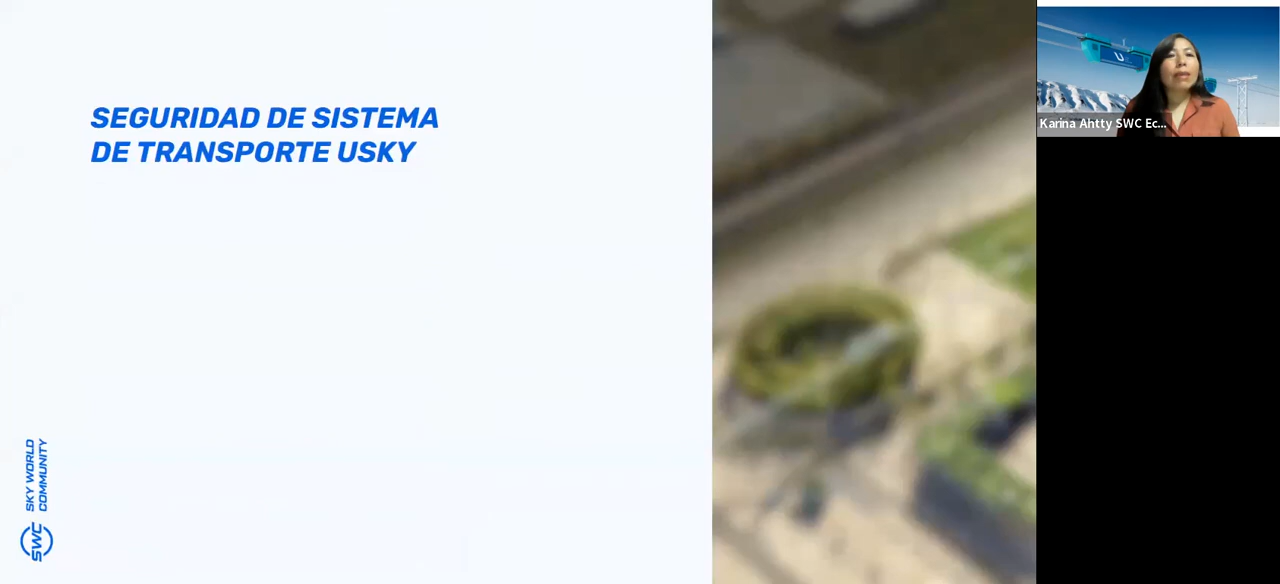 SEGURIDAD DE SISTEMA
DE TRANSPORTE USKY
Karina Ahtty SWC Ec...
SKY WORLD
COMMUNITY
SWC